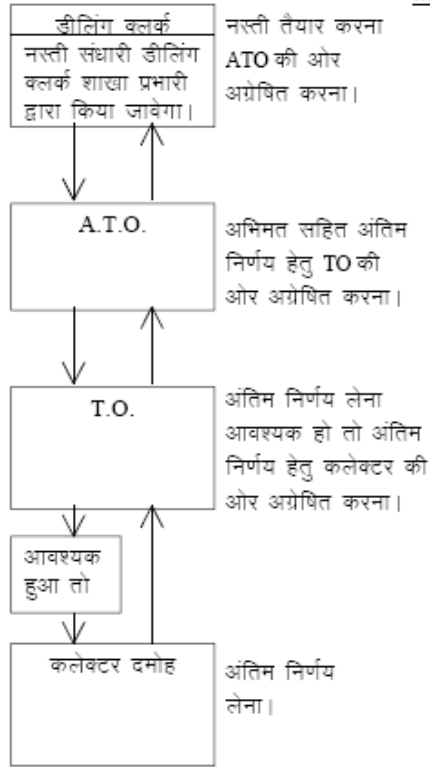 डीलिंग क्लर्क
नस्ती संधारी डीलिंग
क्लर्क शाखा प्रभारी
द्वारा किया जावेगा।
नस्ती तैयार करना
ATO की ओर
अग्रेषित करना।
A.T.O.
अभिमत सहित अंतिम
निर्णय हेतु TO की
ओर अग्रेषित करना।
T.O.
अंतिम निर्णय लेना
आवश्यक हो तो अंतिम
निर्णय हेतु कलेक्टर की
ओर अग्रेषित करना।
आवश्यक
हुआ तो
कलेक्टर दमोह
अंतिम निर्णय
लेना।